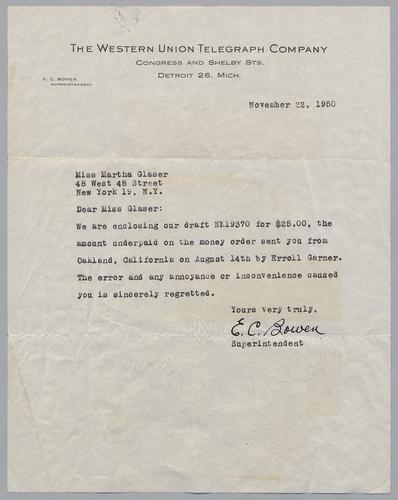 THE WESTERN UNION TELEGRAPH COMPANY
CONGRESS AND SHELBY STS.
DETROIT 26, MICH.
E. C. BOWEN
SUPERINTENDENT
November 22, 1950
Miss Martha Glaser
48 West 48 Street
New York 19, N.Y.
Dear Miss Glaser:
We are enclosing our draft NE19370 for $25.00, the
amount underpaid on the money order sent you from
Oakland, California on August 14th by Erroll Garner.
The error and any annoyance or inconvenience caused
you is sincerely regretted.
Yours very truly,
E. C. Bowen
Superintendent